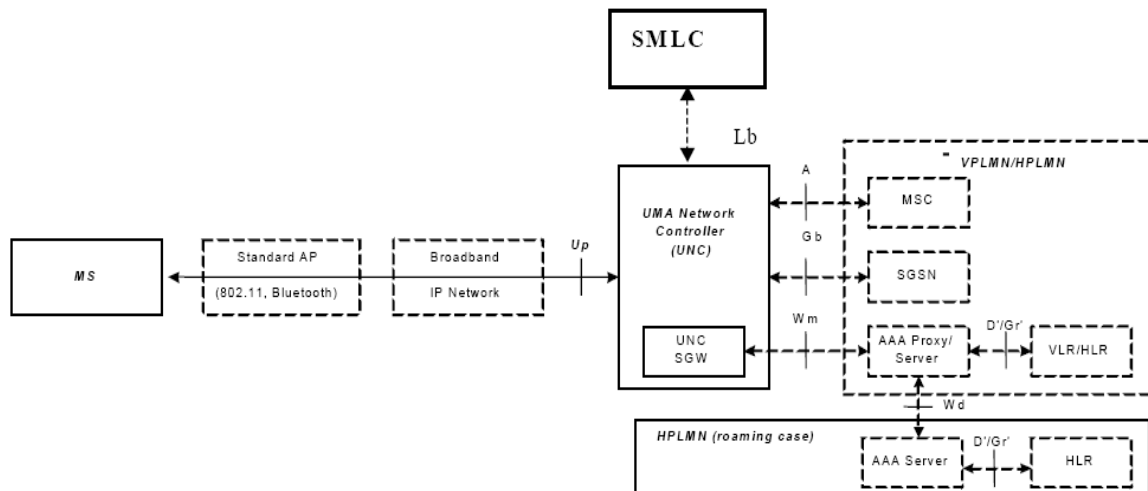 SMLC
Lb
VPLMN/HPLMN
A
MSC
UMA Network
Controller
(UNC)
Gb
Up
Standard AP
Broadband
MS
SGSN
(802.11, Bluetooth)
IP Network
Wm
D'/Gr'
UNC
SGW
AAA Proxy/
Server
VLR/HLR
Wd
HPLMN (roaming case)
D'/Gr'
AAA Server
HLR